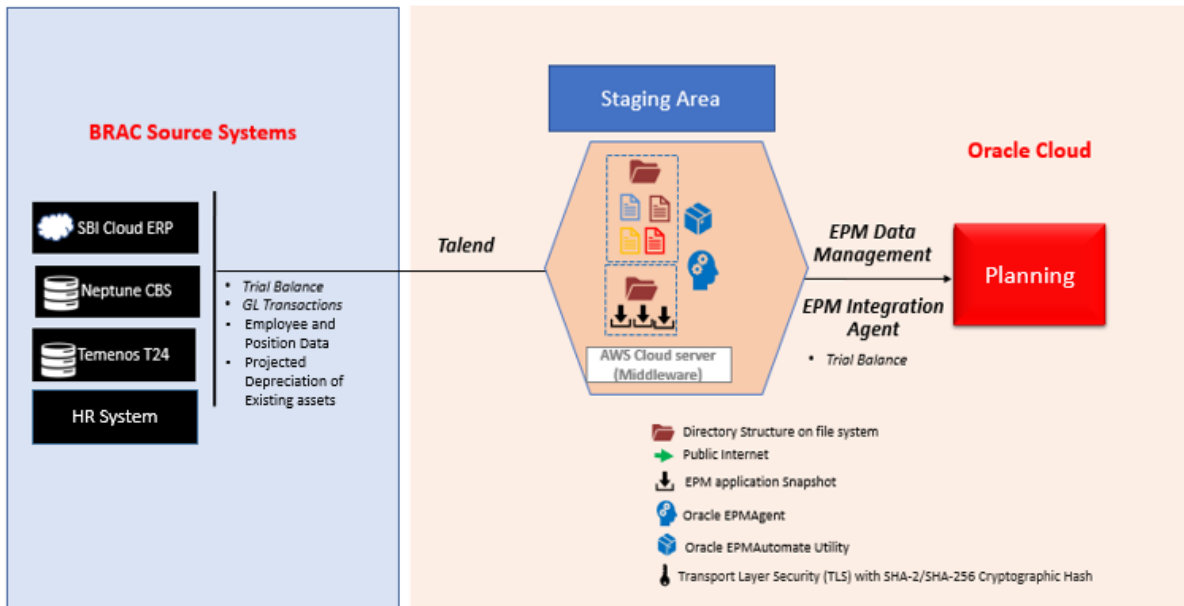 BRAC Source Systems
SBI Cloud ERP
Neptune CBS
Temenos T24
HR System
• Trial Balance
• GL Transactions
• Employee and
Position Data
• Projected
Depreciation of
Existing assets
Talend
Staging Area
AWS Cloud server
(Middleware)
EPM Data
Management
EPM Integration
Agent
• Trial Balance
Oracle Cloud
Planning
Directory Structure on file system
Public Internet
EPM application Snapshot
Oracle EPMAgent
Oracle EPMAutomate Utility
Transport Layer Security (TLS) with SHA-2/SHA-256 Cryptographic Hash